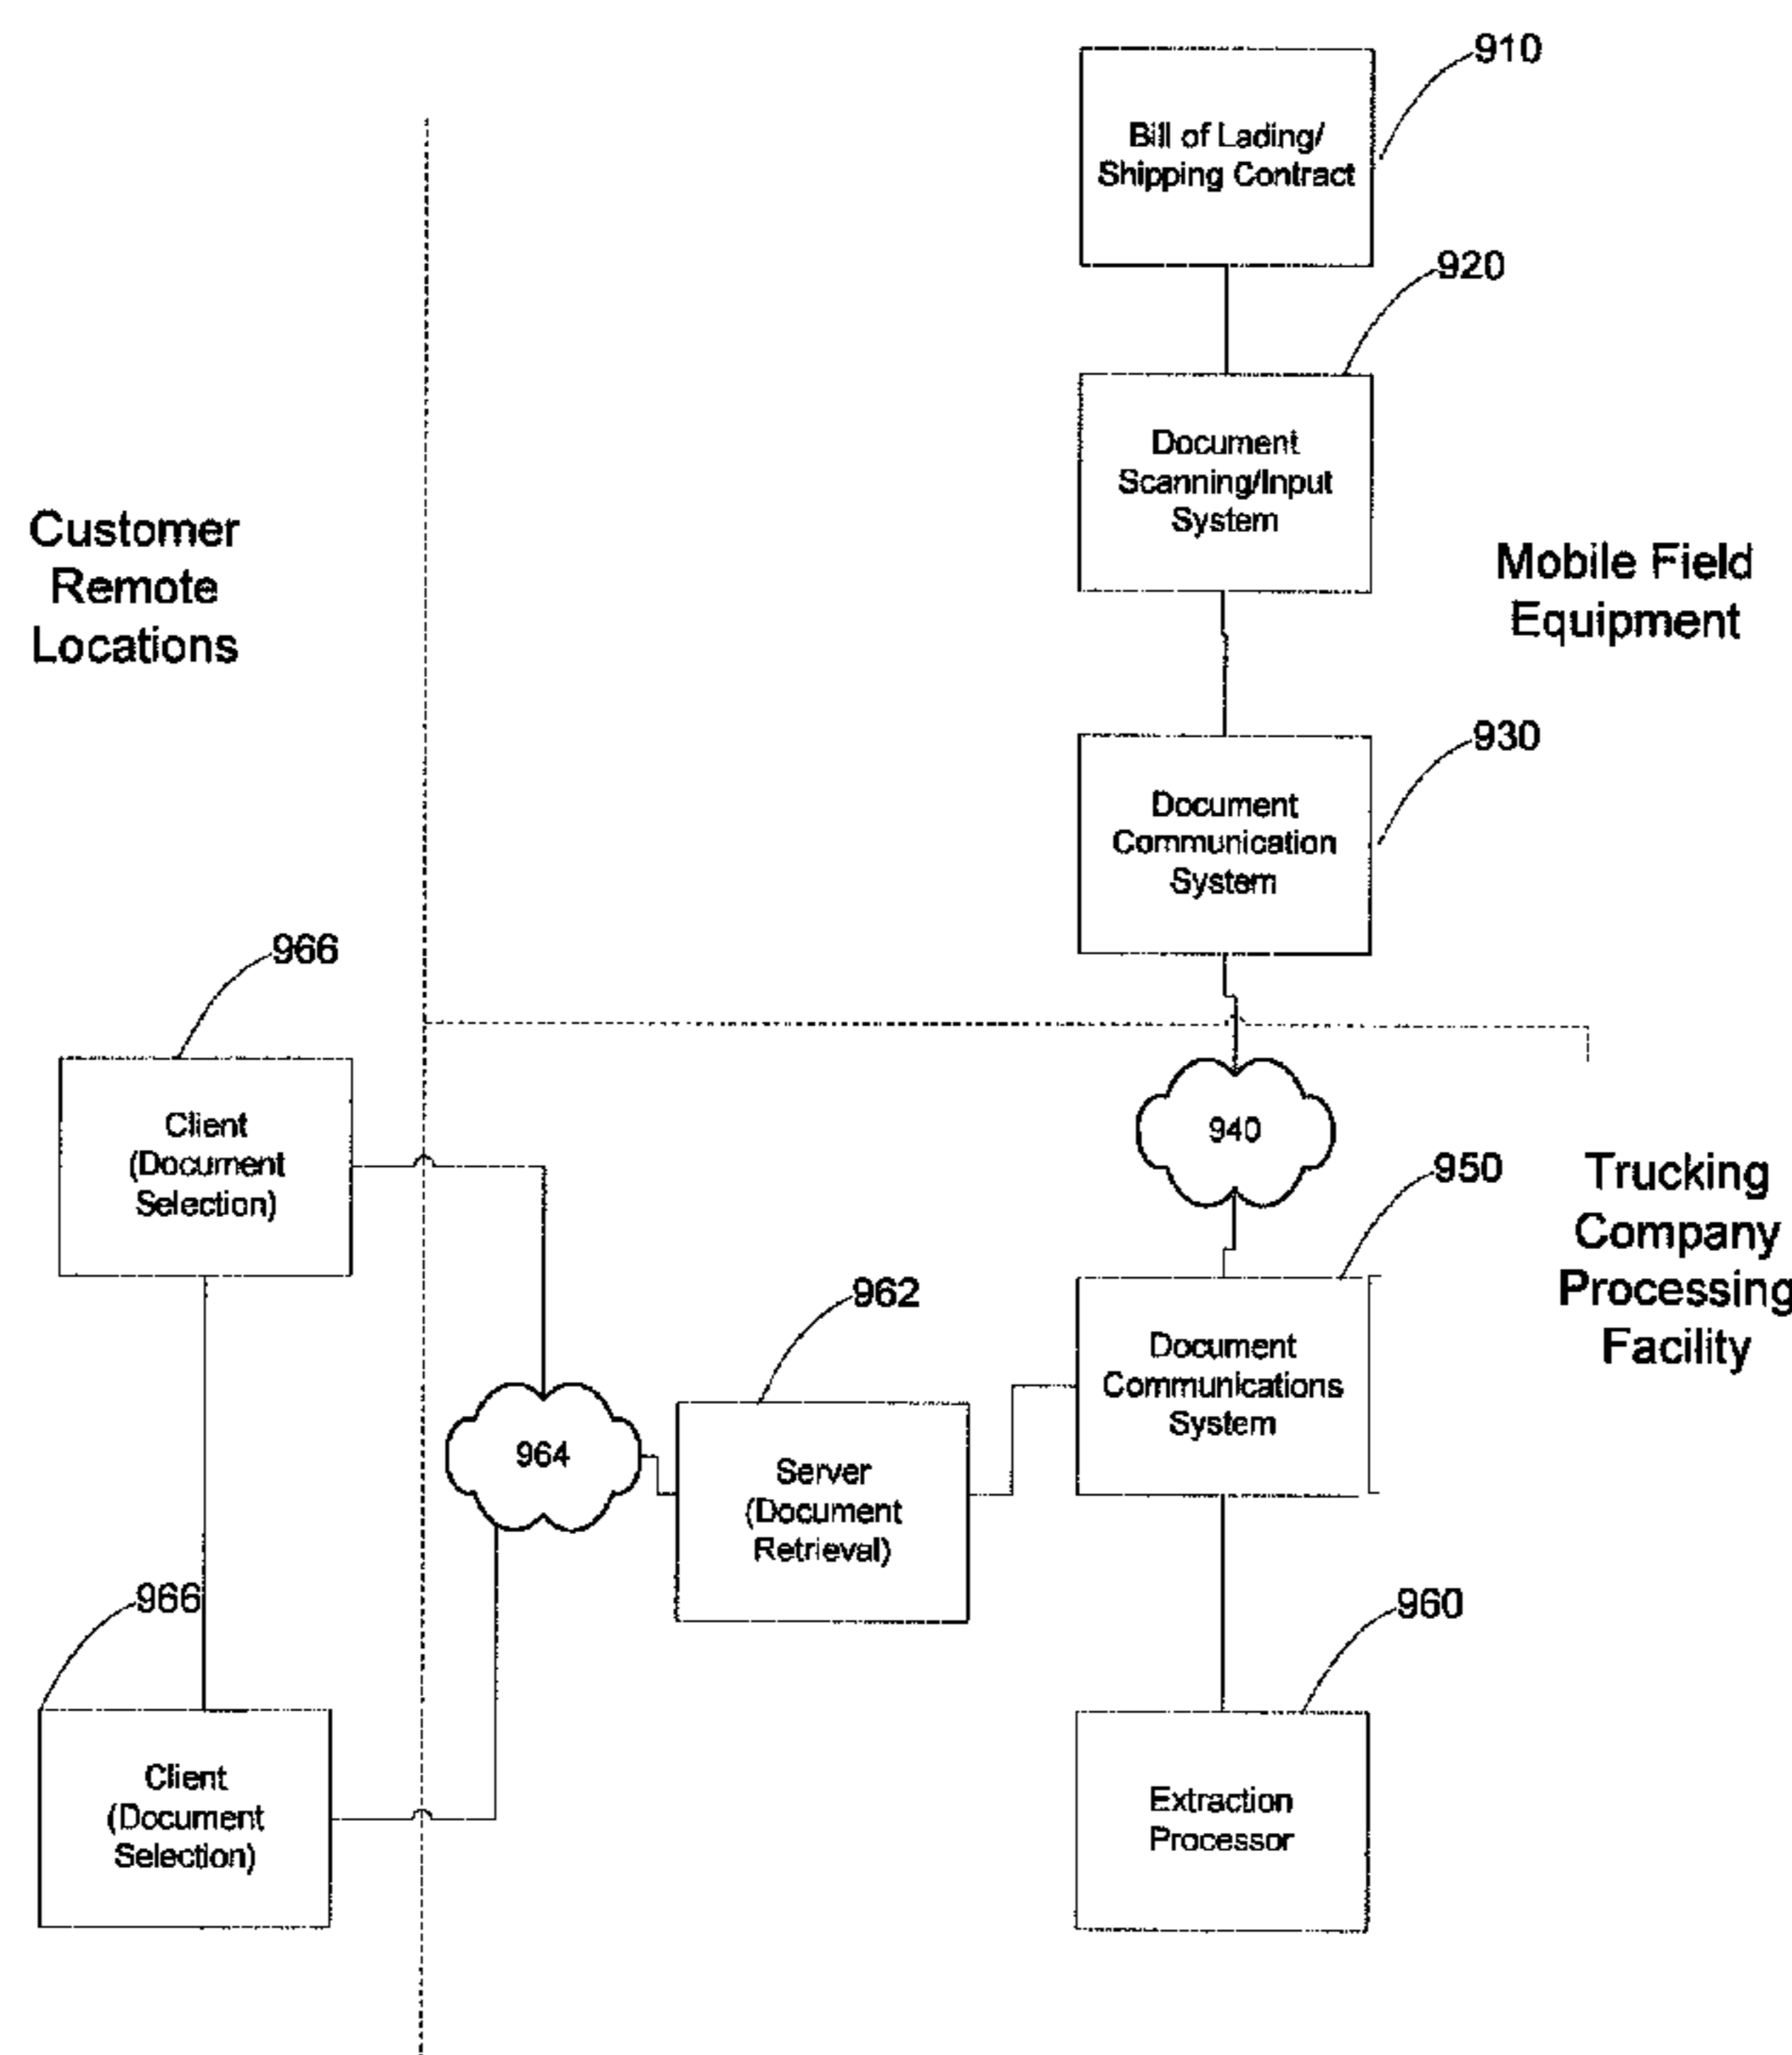 910
Bill of Lading/
Shipping Contract
920
Document
Scanning/Input
System
Customer
Remote
Locations
Mobile Field
Equipment
930
Document
Communication
System
966
Client
(Document
Selection)
940
950
Trucking
Company
Processing
Facility
Document
Communications
System
962
964
Server
(Document
Retrieval)
966
Client
(Document
Selection)
960
Extraction
Processor